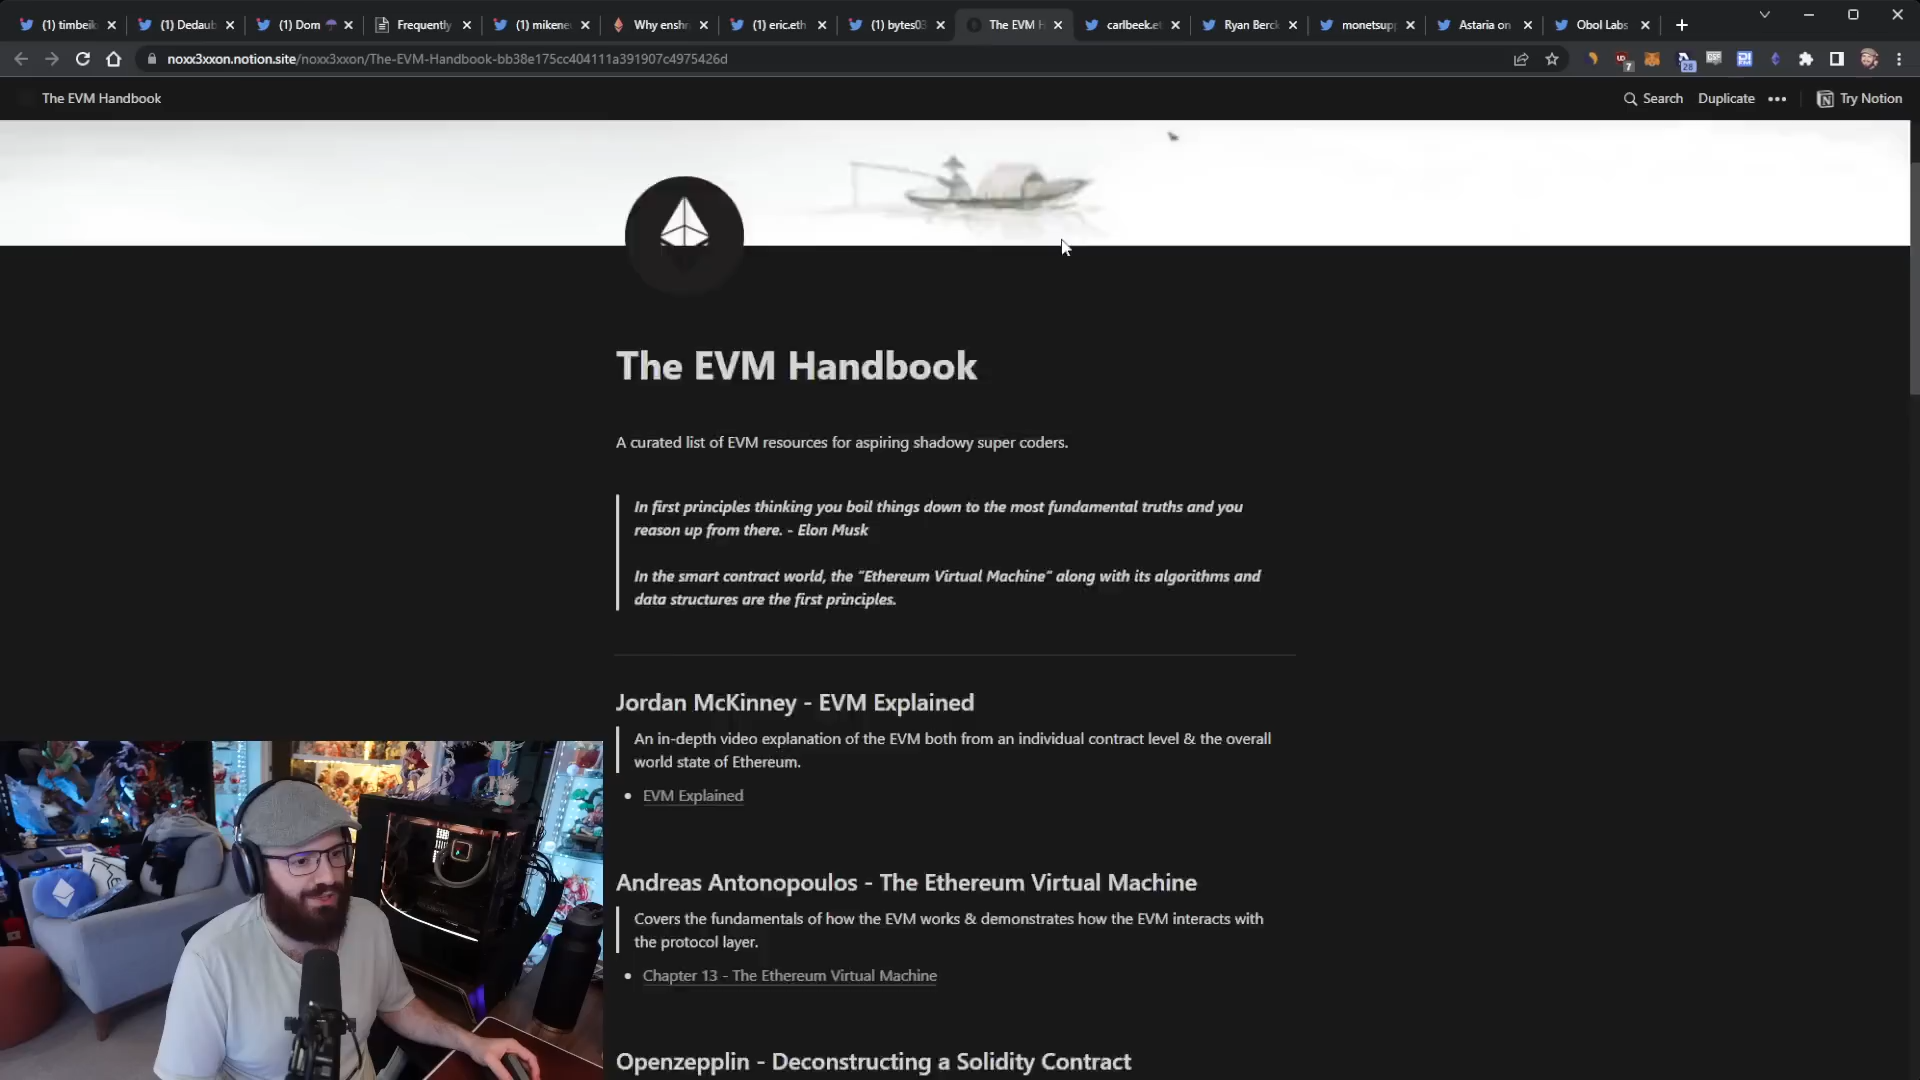 (1) timbeik
(1) Dedaub
(1) Dom ☂
Frequently
(1) mikene
Why enshr
(1) eric.eth
(1) bytes03
The EVM H
carlbeek.et
Ryan Berck
monetsupp
Astaria on
Obol Labs
noxx3xxon.notion.site/noxx3xxon/The-EVM-Handbook-bb38e175cc404111a391907c4975426d
7
28
The EVM Handbook
Search
Duplicate
Try Notion
The EVM Handbook
A curated list of EVM resources for aspiring shadowy super coders.
In first principles thinking you boil things down to the most fundamental truths and you
reason up from there. - Elon Musk
In the smart contract world, the “Ethereum Virtual Machine” along with its algorithms and
data structures are the first principles.
Jordan McKinney - EVM Explained
An in-depth video explanation of the EVM both from an individual contract level & the overall
world state of Ethereum.
• EVM Explained
Andreas Antonopoulos - The Ethereum Virtual Machine
Covers the fundamentals of how the EVM works & demonstrates how the EVM interacts with
the protocol layer.
• Chapter 13 - The Ethereum Virtual Machine
Openzepplin - Deconstructing a Solidity Contract